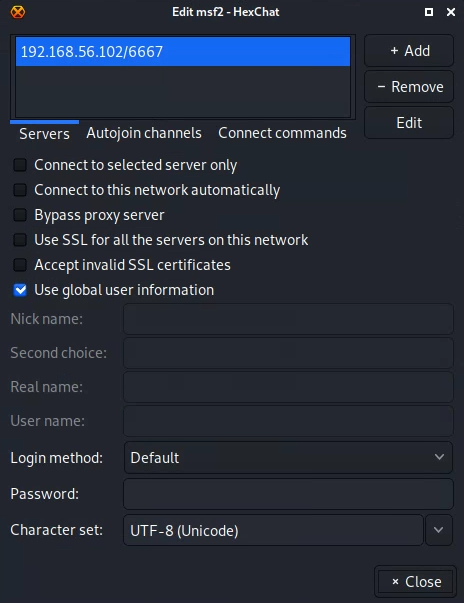 Edit msf2 - HexChat
192.168.56.102/6667
+ Add
− Remove
Edit
Servers Autojoin channels Connect commands
Connect to selected server only
Connect to this network automatically
Bypass proxy server
Use SSL for all the servers on this network
Accept invalid SSL certificates
Use global user information
Nick name:
Second choice:
Real name:
User name:
Login method: Default
Password:
Character set: UTF-8 (Unicode)
× Close